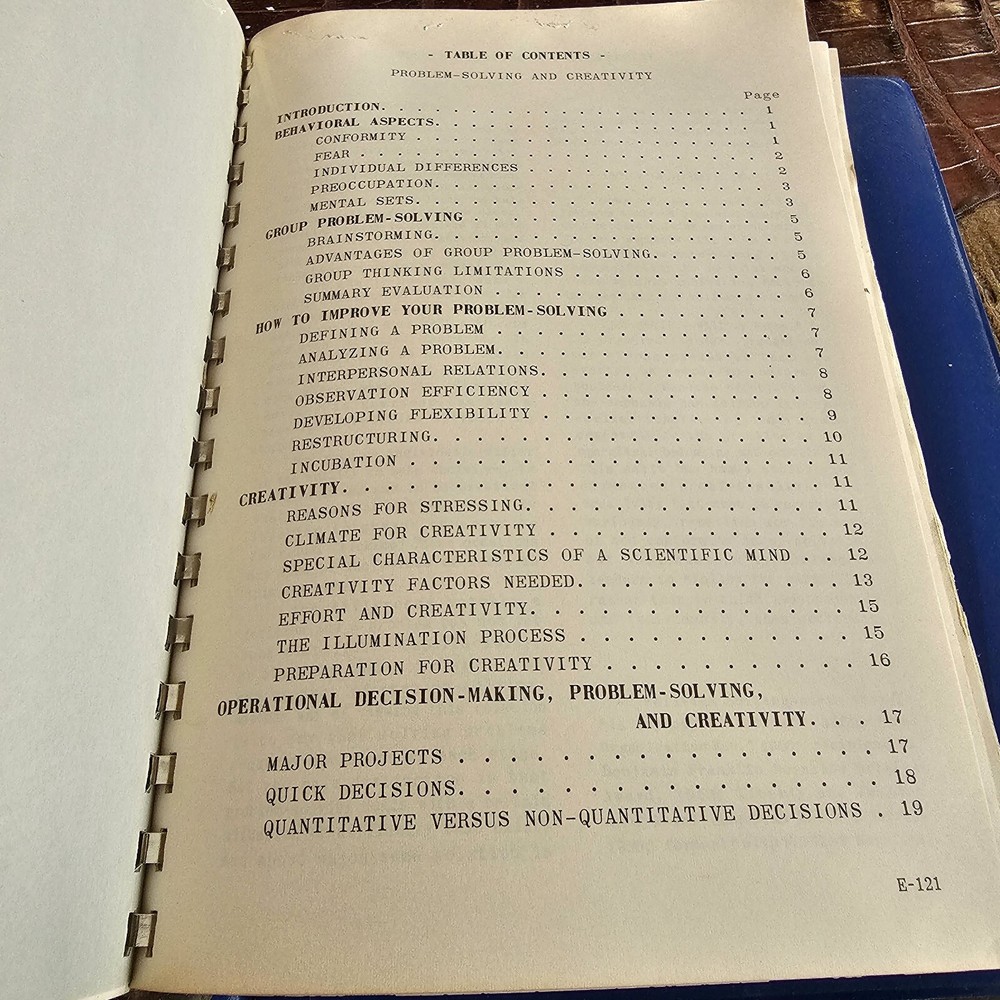 - TABLE OF CONTENTS -
PROBLEM-SOLVING AND CREATIVITY
Page
INTRODUCTION. . . . . . . . . . . . . . . . . . . . 1
BEHAVIORAL ASPECTS. . . . . . . . . . . . . . . . . 1
CONFORMITY . . . . . . . . . . . . . . . . . . 1
FEAR . . . . . . . . . . . . . . . . . . . . . 2
INDIVIDUAL DIFFERENCES . . . . . . . . . . . . 2
PREOCCUPATION. . . . . . . . . . . . . . . . . 3
MENTAL SETS. . . . . . . . . . . . . . . . . . 3
GROUP PROBLEM-SOLVING . . . . . . . . . . . . . . . 5
BRAINSTORMING. . . . . . . . . . . . . . . . . 5
ADVANTAGES OF GROUP PROBLEM-SOLVING. . . . . . 5
GROUP THINKING LIMITATIONS . . . . . . . . . . 6
SUMMARY EVALUATION . . . . . . . . . . . . . . 6
HOW TO IMPROVE YOUR PROBLEM-SOLVING . . . . . . . . 7
DEFINING A PROBLEM . . . . . . . . . . . . . . 7
ANALYZING A PROBLEM. . . . . . . . . . . . . . 7
INTERPERSONAL RELATIONS. . . . . . . . . . . . 8
OBSERVATION EFFICIENCY . . . . . . . . . . . . 8
DEVELOPING FLEXIBILITY . . . . . . . . . . . . 9
RESTRUCTURING. . . . . . . . . . . . . . . . . 10
INCUBATION . . . . . . . . . . . . . . . . . . 11
CREATIVITY. . . . . . . . . . . . . . . . . . . . . 11
REASONS FOR STRESSING. . . . . . . . . . . . . 11
CLIMATE FOR CREATIVITY . . . . . . . . . . . . 12
SPECIAL CHARACTERISTICS OF A SCIENTIFIC MIND . . 12
CREATIVITY FACTORS NEEDED. . . . . . . . . . . 13
EFFORT AND CREATIVITY. . . . . . . . . . . . . 15
THE ILLUMINATION PROCESS . . . . . . . . . . . 15
PREPARATION FOR CREATIVITY . . . . . . . . . . 16
OPERATIONAL DECISION-MAKING, PROBLEM-SOLVING,
AND CREATIVITY. . . 17
MAJOR PROJECTS . . . . . . . . . . . . . . . . 17
QUICK DECISIONS. . . . . . . . . . . . . . . . 18
QUANTITATIVE VERSUS NON-QUANTITATIVE DECISIONS . 19
E-121